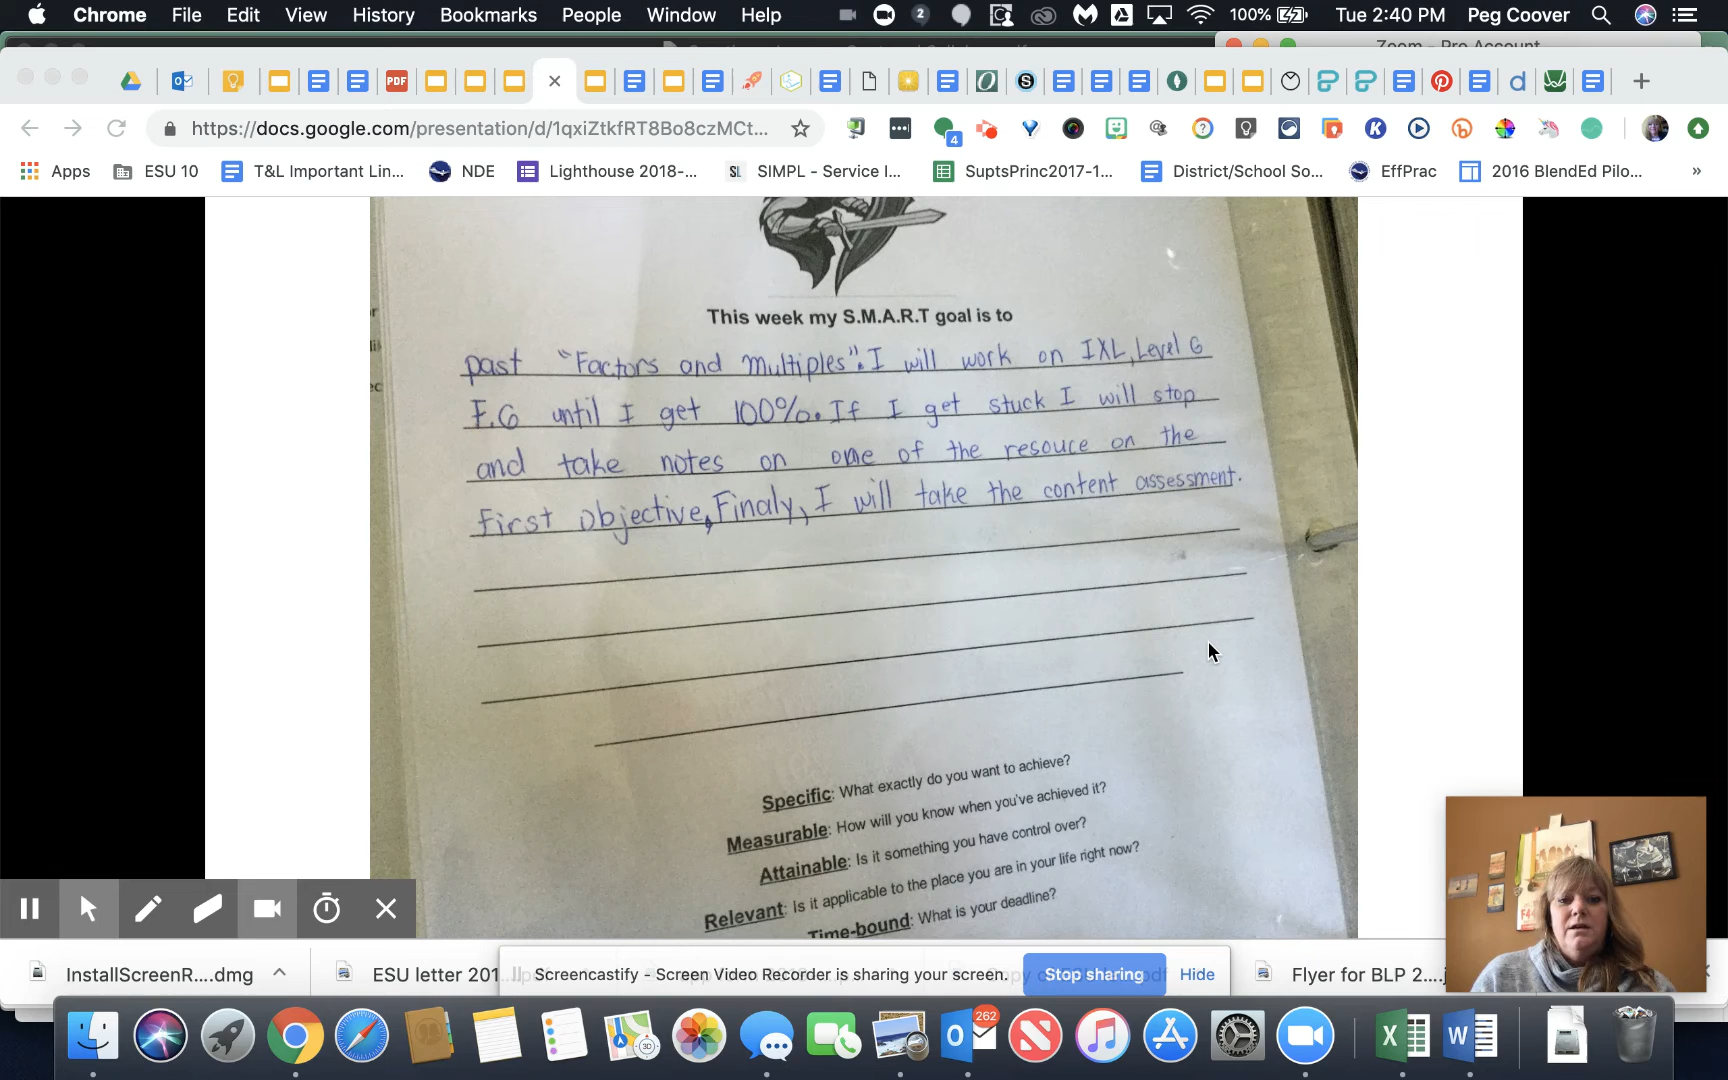 Chrome File Edit View History Bookmarks People Window Help 2 100% Tue 2:40 PM Peg Coover
Zoom - Pro Account
https://docs.google.com/presentation/d/1qxiZtkfRT8Bo8czMCt...
4
Apps ESU 10 T&L Important Lin... NDE Lighthouse 2018-... SIMPL - Service I... SuptsPrinc2017-1... District/School So... EffPrac 2016 BlendEd Pilo... »
This week my S.M.A.R.T goal is to
past "Factors and Multiples". I will work on IXL, Level G
F.6 until I get 100%. If I get stuck I will stop
and take notes on one of the resouce on the
first objective, Finaly, I will take the content assessment.
Specific: What exactly do you want to achieve?
Measurable: How will you know when you've achieved it?
Attainable: Is it something you have control over?
Relevant: Is it applicable to the place you are in your life right now?
Time-bound: What is your deadline?
InstallScreenR....dmg ESU letter 201... Screencastify - Screen Video Recorder is sharing your screen. Stop sharing Hide Flyer for BLP 2....
262